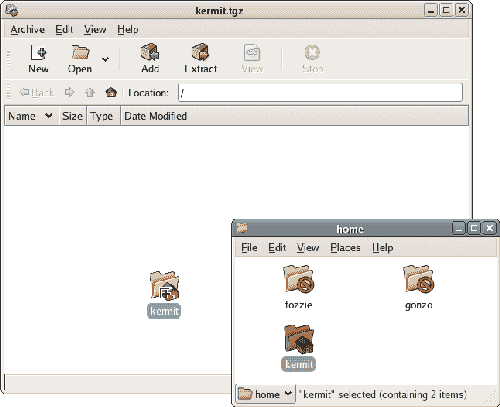 kermit.tgz
Archive Edit View Help
New Open Add Extract View Stop
Back Location: /
Name Size Type Date Modified
kermit
home
File Edit View Places Help
fozzie gonzo
kermit
home "kermit" selected (containing 2 items)